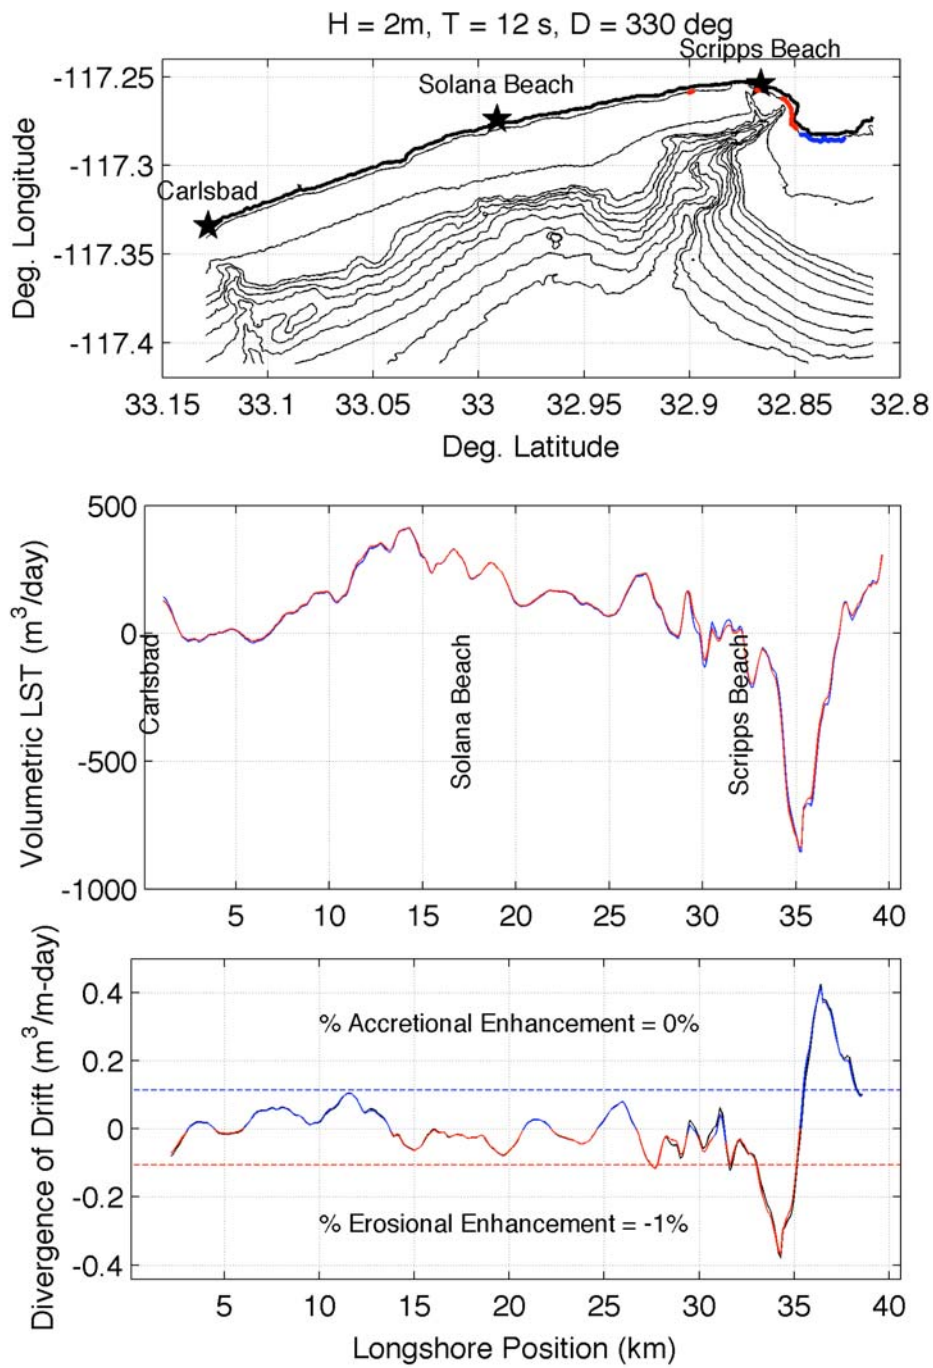 H = 2m, T = 12 s, D = 330 deg
Scripps Beach
Solana Beach
Carlsbad
-117.25
-117.3
-117.35
-117.4
Deg. Longitude
33.15 33.1 33.05 33 32.95 32.9 32.85 32.8
Deg. Latitude
500
0
-500
-1000
Volumetric LST (m³/day)
Carlsbad
Solana Beach
Scripps Beach
5 10 15 20 25 30 35 40
0.4
0.2
0
-0.2
-0.4
Divergence of Drift (m³/m-day)
% Accretional Enhancement = 0%
% Erosional Enhancement = -1%
5 10 15 20 25 30 35 40
Longshore Position (km)